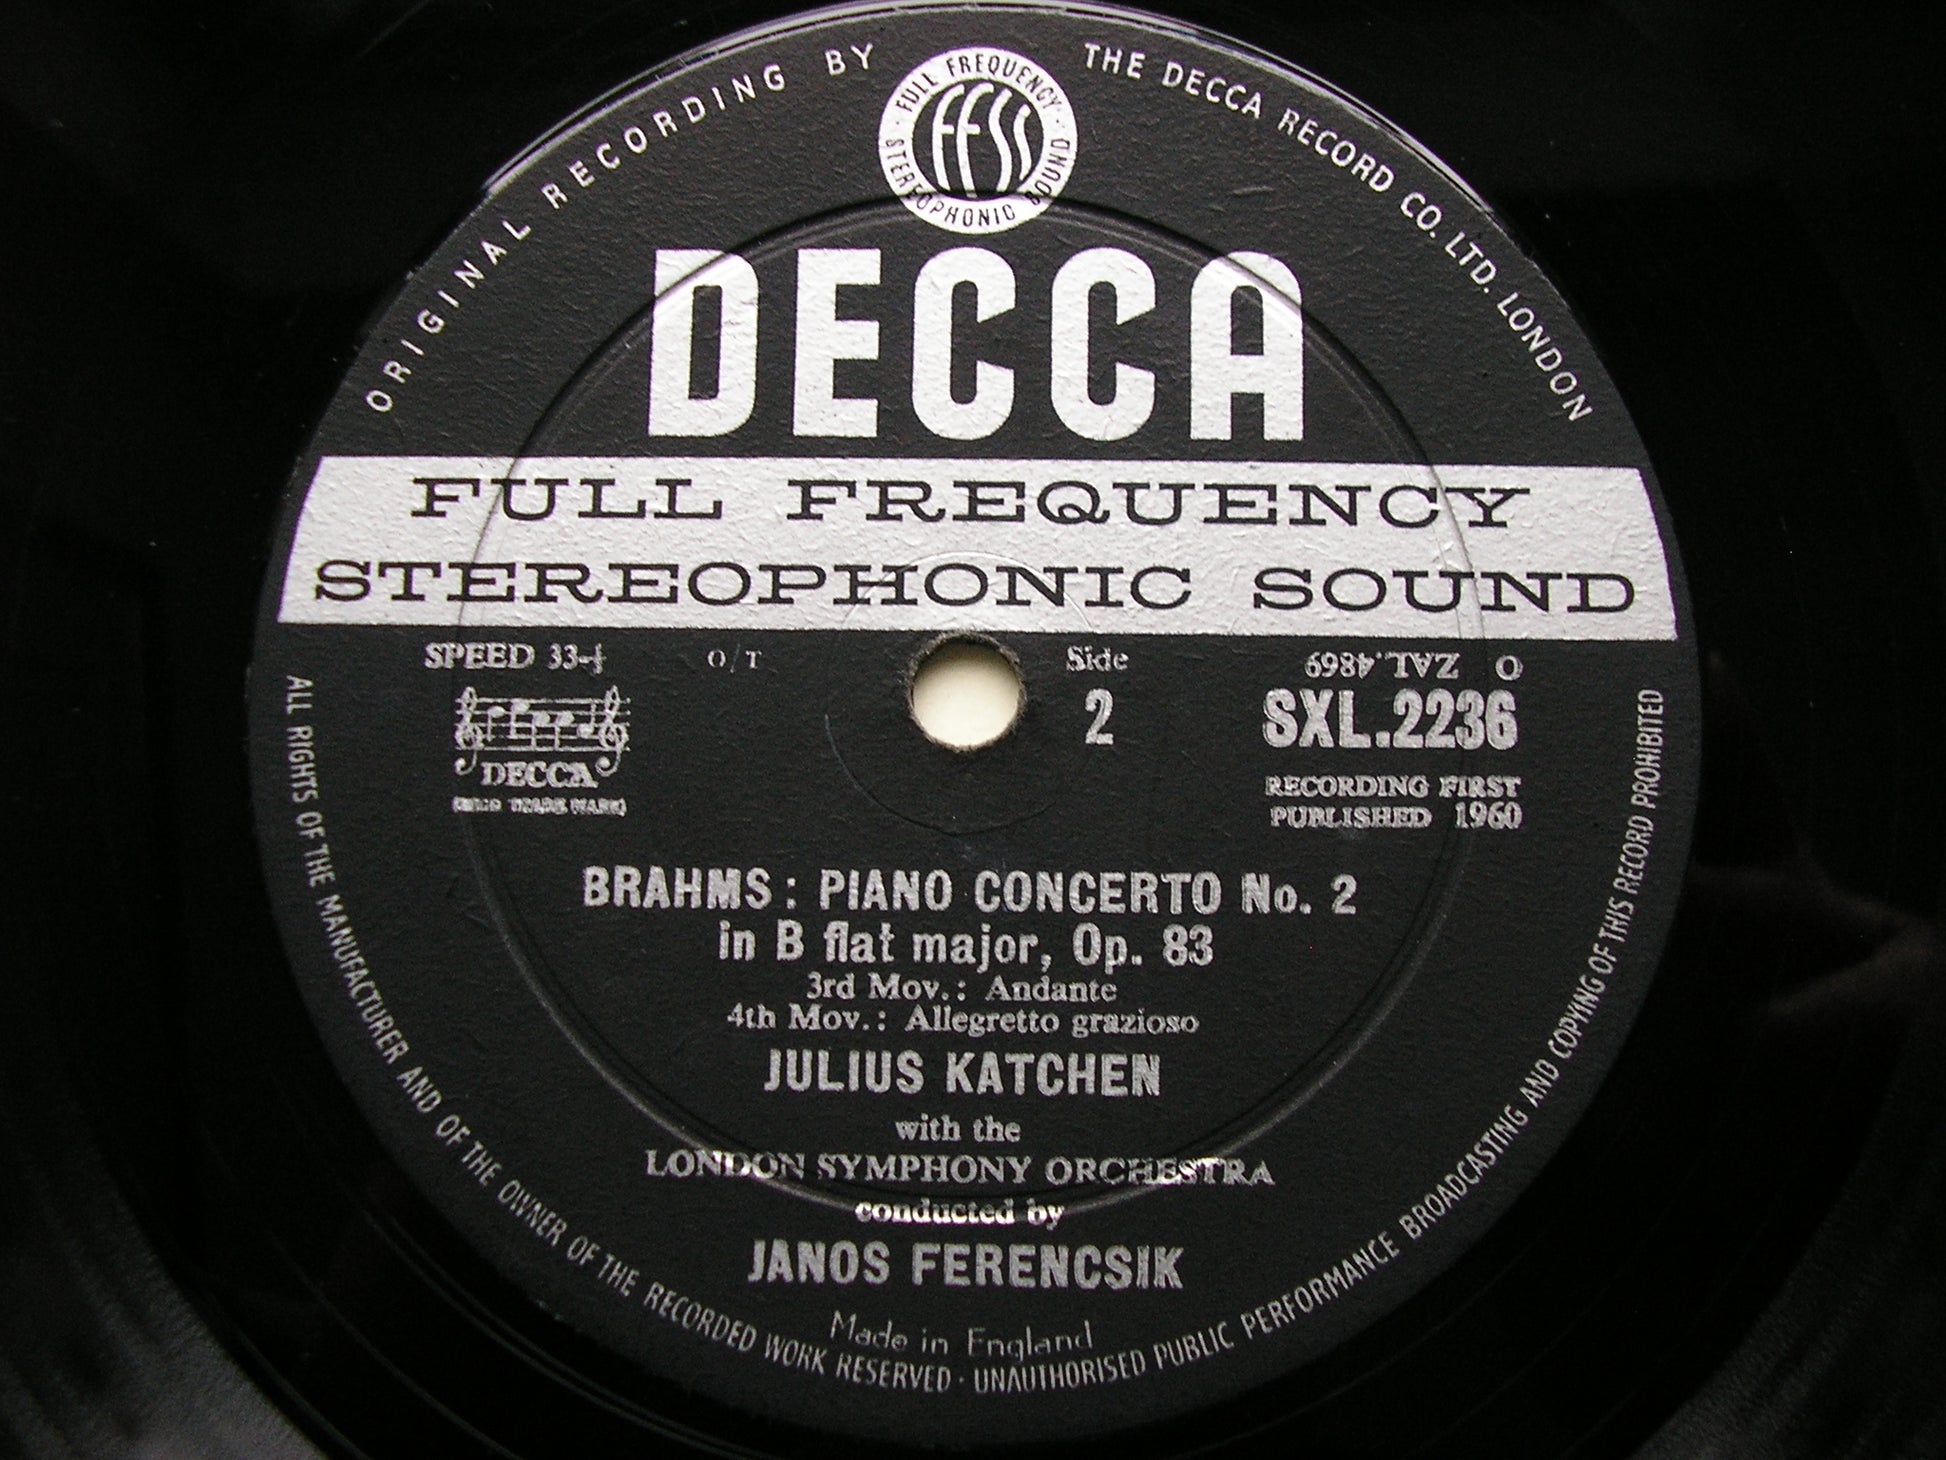 ORIGINAL RECORDING BY THE DECCA RECORD CO. LTD. LONDON
FULL FREQUENCY STEREOPHONIC SOUND
FFSS
DECCA
FULL FREQUENCY
STEREOPHONIC SOUND
SPEED 33⅓ O/T Side O ZAL.4869
2 SXL.2236
DECCA
RECORDING FIRST
PUBLISHED 1960
BRAHMS: PIANO CONCERTO No. 2
in B flat major, Op. 83
3rd Mov.: Andante
4th Mov.: Allegretto grazioso
JULIUS KATCHEN
with the
LONDON SYMPHONY ORCHESTRA
conducted by
JANOS FERENCSIK
Made in England
ALL RIGHTS OF THE MANUFACTURER AND OF THE OWNER OF THE RECORDED WORK RESERVED · UNAUTHORISED PUBLIC PERFORMANCE BROADCASTING AND COPYING OF THIS RECORD PROHIBITED